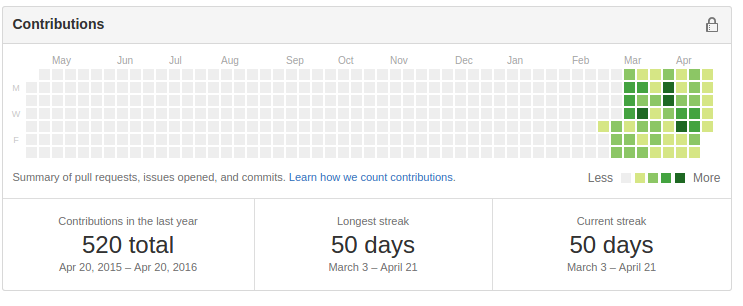 Contributions
May Jun Jul Aug Sep Oct Nov Dec Jan Feb Mar Apr
M
W
F
Summary of pull requests, issues opened, and commits. Learn how we count contributions.
Less More
Contributions in the last year
520 total
Apr 20, 2015 – Apr 20, 2016
Longest streak
50 days
March 3 – April 21
Current streak
50 days
March 3 – April 21